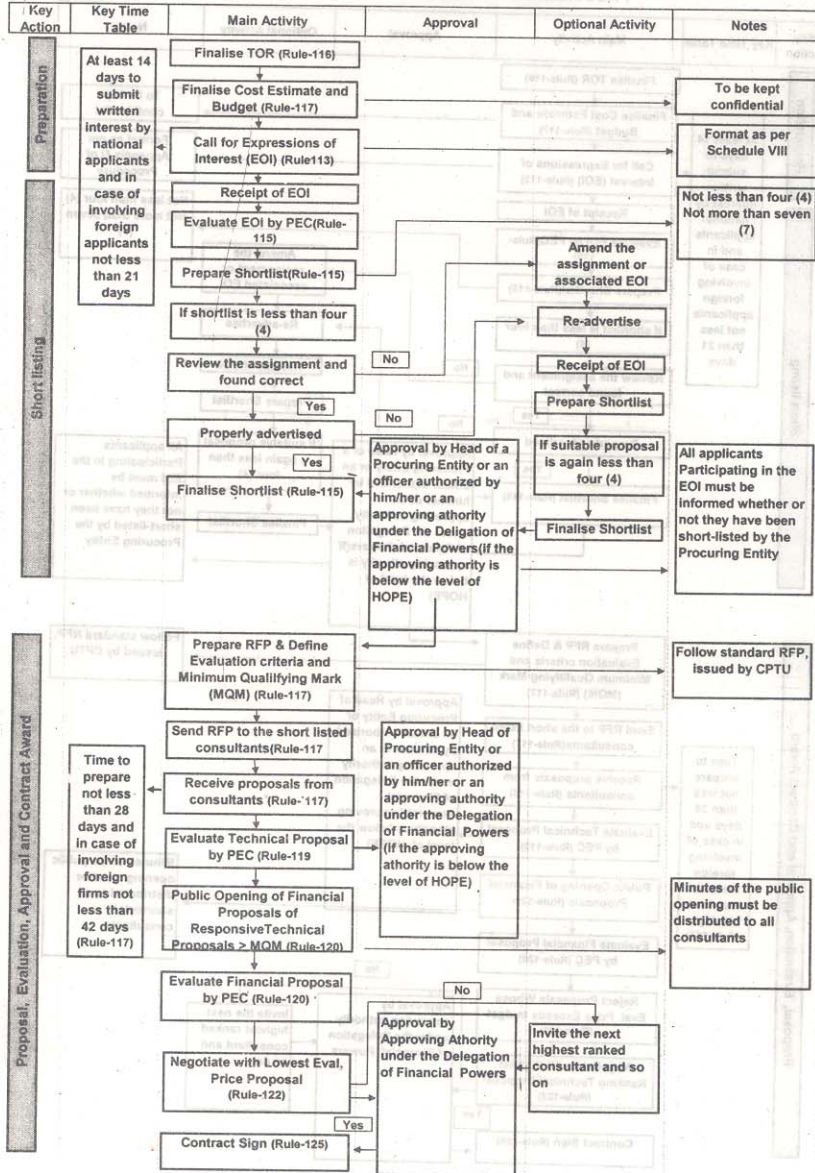 Key Action
Key Time Table
Main Activity
Approval
Optional Activity
Notes
Preparation
Short listing
Proposal, Evaluation, Approval and Contract Award
At least 14
days to
submit
written
interest by
national
applicants
and in
case of
involving
foreign
applicants
not less
than 21
days
Finalise TOR (Rule-116)
Finalise Cost Estimate and
Budget (Rule-117)
Call for Expressions of
Interest (EOI) (Rule113)
Receipt of EOI
Evaluate EOI by PEC(Rule-
115)
Prepare Shortlist(Rule-115)
If shortlist is less than four
(4)
Review the assignment and
found correct
No
Yes
Properly advertised
No
Yes
Finalise Shortlist (Rule-115)
Approval by Head of a
Procuring Entity or an
officer authorized by
him/her or an
approving athority
under the Deligation of
Financial Powers(if the
approving athority is
below the level of
HOPE)
Amend the
assignment or
associated EOI
Re-advertise
Receipt of EOI
Prepare Shortlist
If suitable proposal
is again less than
four (4)
Finalise Shortlist
To be kept
confidential
Format as per
Schedule VIII
Not less than four (4)
Not more than seven
(7)
All applicants
Participating in the
EOI must be
informed whether or
not they have been
short-listed by the
Procuring Entity
Prepare RFP & Define
Evaluation criteria and
Minimum Qualilfying Mark
(MQM) (Rule-117)
Follow standard RFP,
issued by CPTU
Send RFP to the short listed
consultants(Rule-117
Time to
prepare
not less
than 28
days and
in case of
involving
foreign
firms not
less than
42 days
(Rule-117)
Receive proposals from
consultants (Rule-117)
Evaluate Technical Proposal
by PEC (Rule-119
Approval by Head of
Procuring Entity or
an officer authorized
by him/her or an
approving authority
under the Delegation
of Financial Powers
(if the approving
athority is below the
level of HOPE)
Public Opening of Financial
Proposals of
ResponsiveTechnical
Proposals > MQM (Rule-120)
Minutes of the public
opening must be
distributed to all
consultants
Evaluate Financial Proposal
by PEC (Rule-120)
No
Negotiate with Lowest Eval,
Price Proposal
(Rule-122)
Approval by
Approving Athority
under the Delegation
of Financial Powers
Invite the next
highest ranked
consultant and so
on
Yes
Contract Sign (Rule-125)